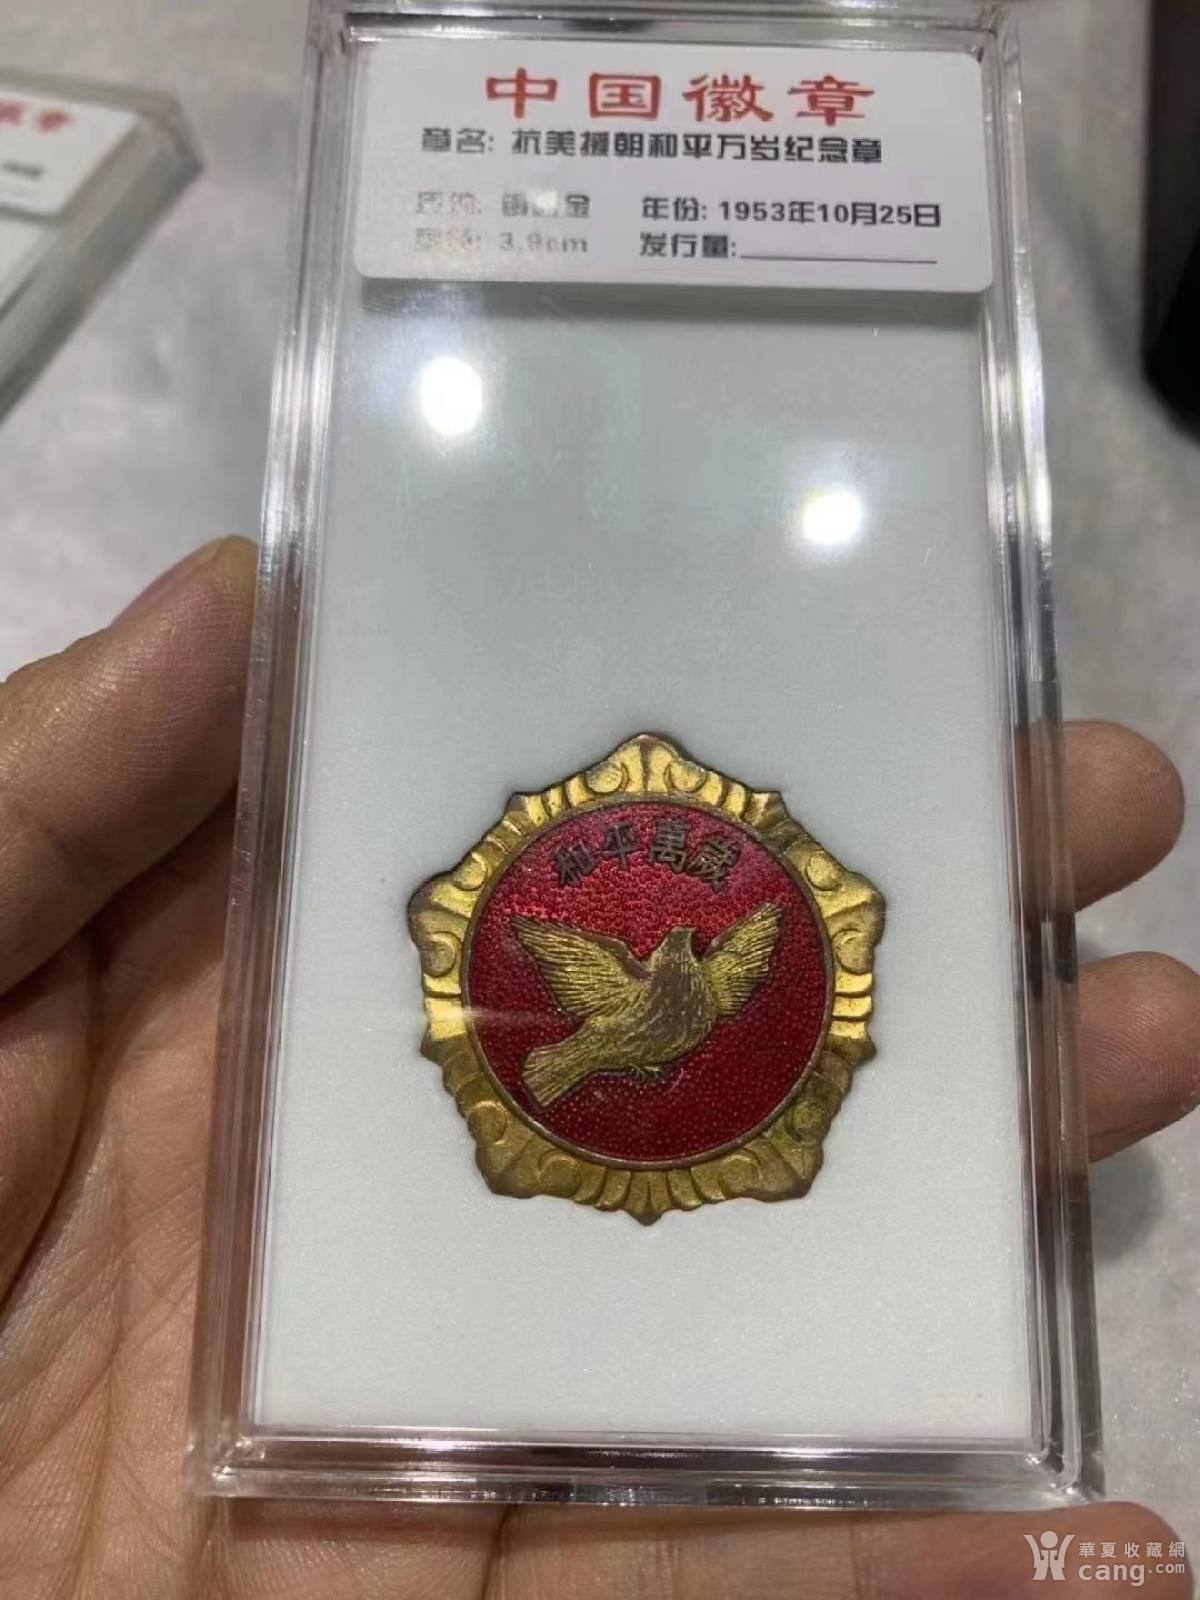 中国徽章
章名: 抗美援朝和平万岁纪念章
年份: 1953年10月25日
3.9cm 发行量:
和平萬歲
華夏收藏網
cang.com